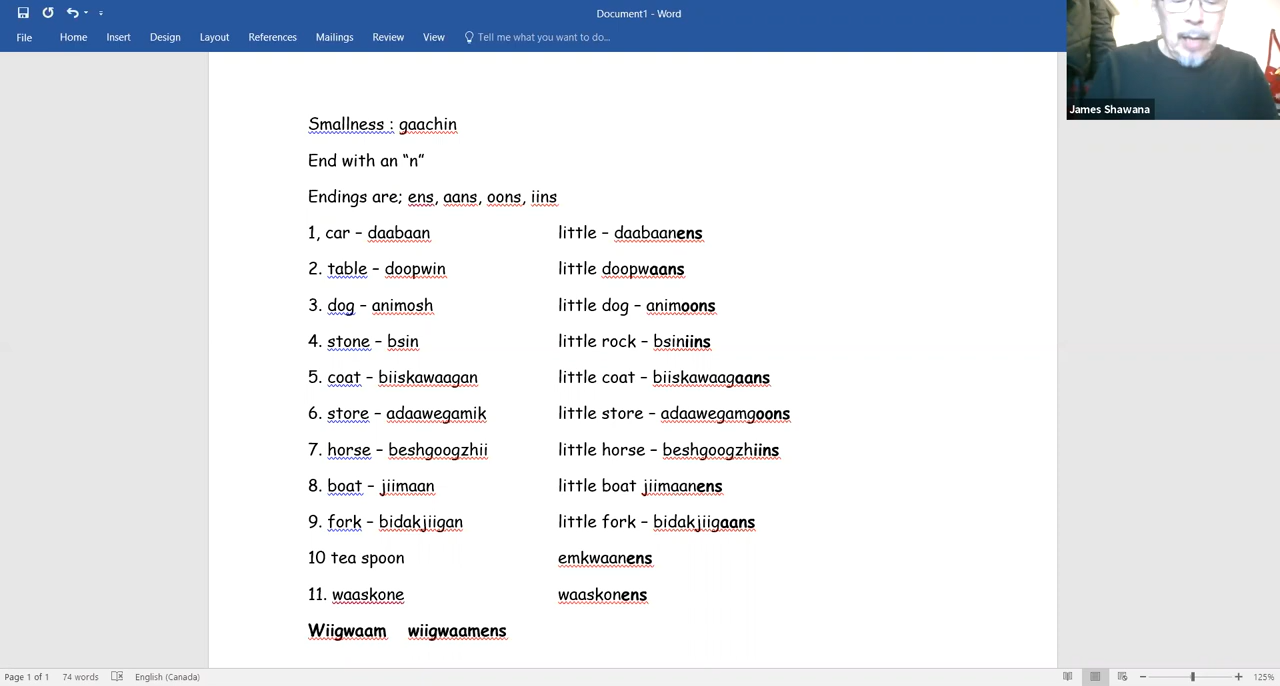 Document1 - Word
File Home Insert Design Layout References Mailings Review View Tell me what you want to do...
James Shawana
Smallness : gaachin
End with an “n”
Endings are; ens, aans, oons, iins
1, car – daabaan little – daabaanens
2. table – doopwin little doopwaans
3. dog – animosh little dog – animoons
4. stone – bsin little rock – bsiniins
5. coat – biiskawaagan little coat – biiskawaagaans
6. store – adaawegamik little store – adaawegamgoons
7. horse – beshgoogzhii little horse – beshgoogzhiins
8. boat – jiimaan little boat jiimaanens
9. fork – bidakjiigan little fork – bidakjiigaans
10 tea spoon emkwaanens
11. waaskone waaskonens
Wiigwaam wiigwaamens
Page 1 of 1 74 words English (Canada) 125%